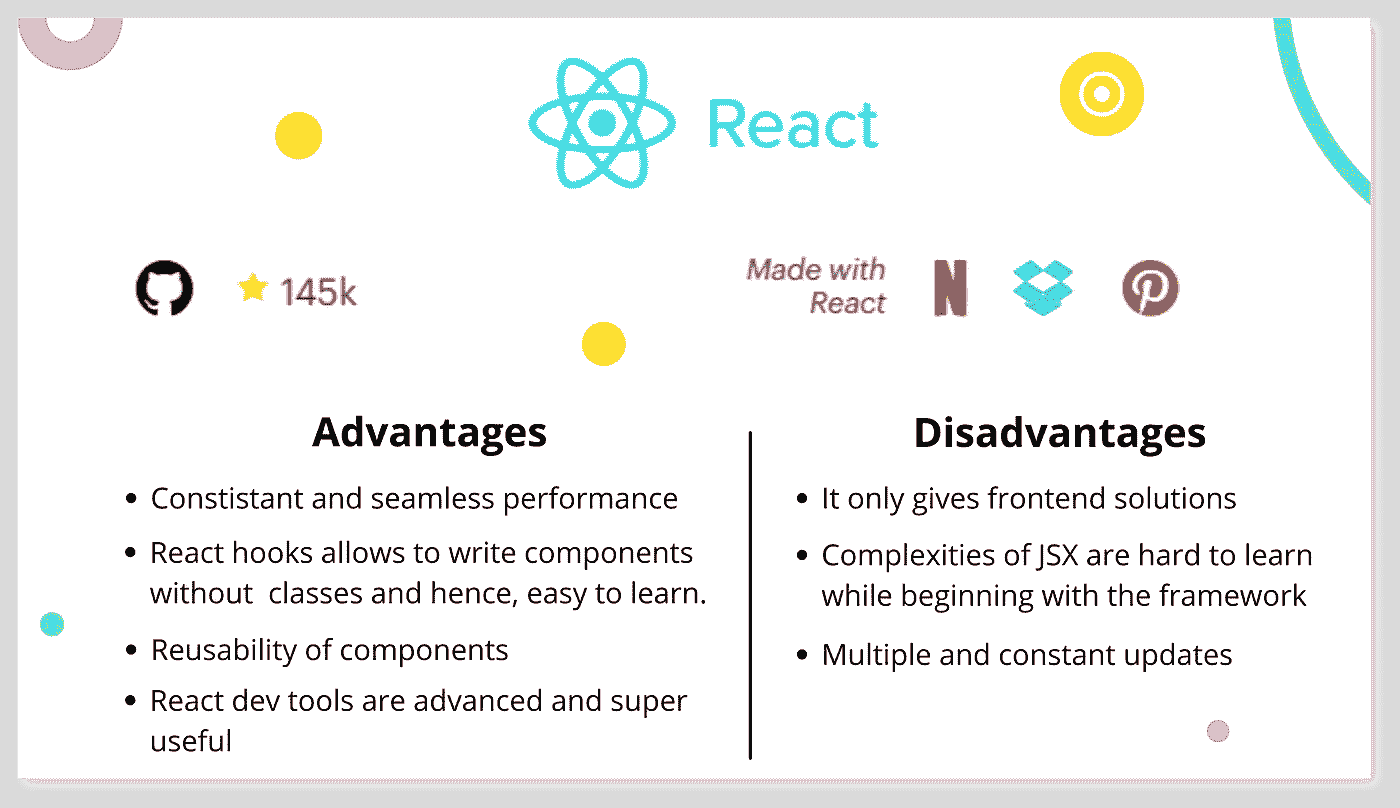 React
145k
Made with
React
Advantages
Constistant and seamless performance
React hooks allows to write components
without  classes and hence, easy to learn.
Reusability of components
React dev tools are advanced and super
useful
Disadvantages
It only gives frontend solutions
Complexities of JSX are hard to learn
while beginning with the framework
Multiple and constant updates